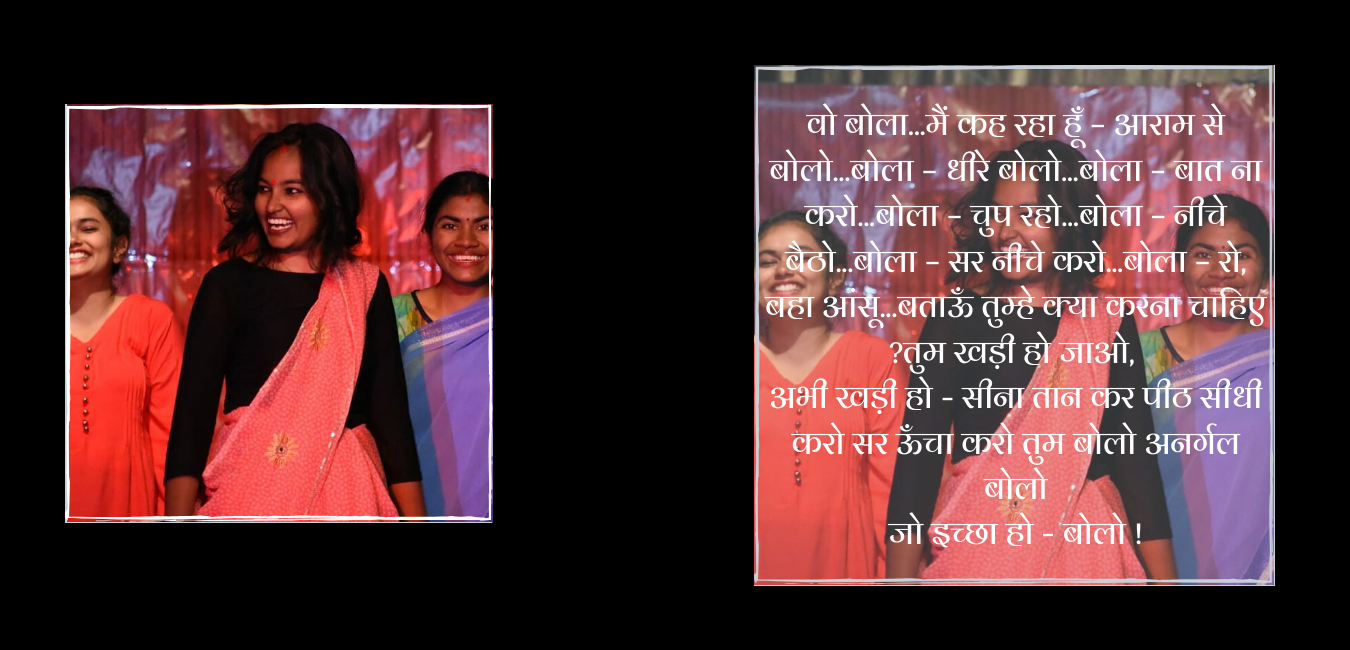 वो बोला...मैं कह रहा हूँ – आराम से
बोलो...बोला – धीरे बोलो...बोला – बात ना
करो...बोला – चुप रहो...बोला – नीचे
बैठो...बोला – सर नीचे करो...बोला – रो,
बहा आंसू...बताऊँ तुम्हे क्या करना चाहिए
?तुम खड़ी हो जाओ,
अभी खड़ी हो - सीना तान कर पीठ सीधी
करो सर ऊँचा करो तुम बोलो अनर्गल
बोलो
जो इच्छा हो - बोलो !